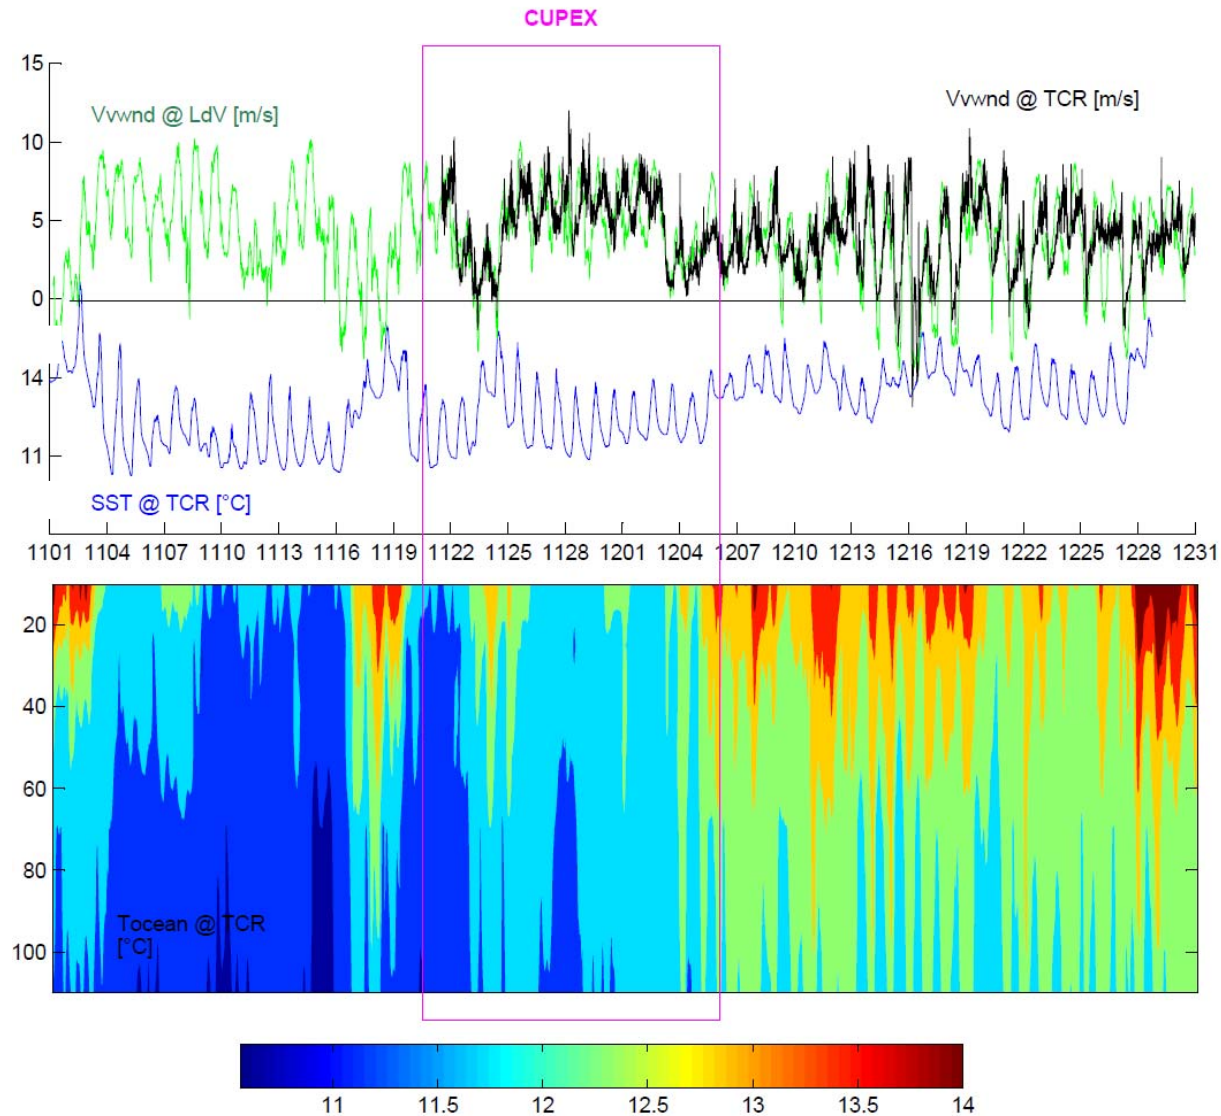 CUPEX
15
Vvwnd @ LdV [m/s]
Vvwnd @ TCR [m/s]
10
5
0
14
11
SST @ TCR [°C]
1101 1104 1107 1110 1113 1116 1119 1122 1125 1128 1201 1204 1207 1210 1213 1216 1219 1222 1225 1228 1231
20
40
60
80
Tocean @ TCR
[°C]
100
11 11.5 12 12.5 13 13.5 14